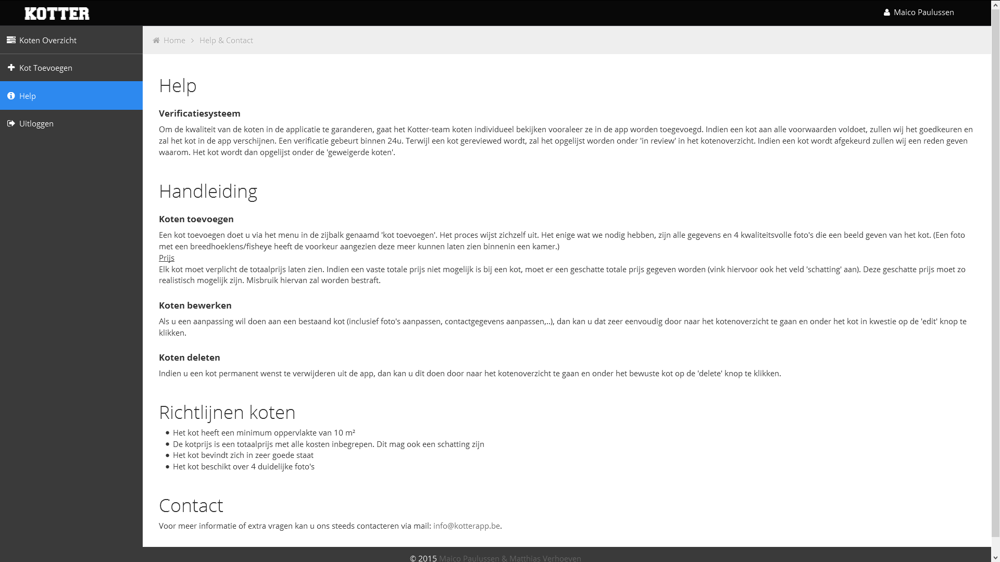 KOTTER
Maico Paulussen
Koten Overzicht
Kot Toevoegen
Help
Uitloggen
Home > Help & Contact
Help
Verificatiesysteem
Om de kwaliteit van de koten in de applicatie te garanderen, gaat het Kotter-team koten individueel bekijken vooraleer ze in de app worden toegevoegd. Indien een kot aan alle voorwaarden voldoet, zullen wij het goedkeuren en
zal het kot in de app verschijnen. Een verificatie gebeurt binnen 24u. Terwijl een kot gereviewed wordt, zal het opgelijst worden onder 'in review' in het kotenoverzicht. Indien een kot wordt afgekeurd zullen wij een reden geven
waarom. Het kot wordt dan opgelijst onder de 'geweigerde koten'.
Handleiding
Koten toevoegen
Een kot toevoegen doet u via het menu in de zijbalk genaamd 'kot toevoegen'. Het proces wijst zichzelf uit. Het enige wat we nodig hebben, zijn alle gegevens en 4 kwaliteitsvolle foto's die een beeld geven van het kot. (Een foto
met een breedhoeklens/fisheye heeft de voorkeur aangezien deze meer kunnen laten zien binnenin een kamer.)
Prijs
Elk kot moet verplicht de totaalprijs laten zien. Indien een vaste totale prijs niet mogelijk is bij een kot, moet er een geschatte totale prijs gegeven worden (vink hiervoor ook het veld 'schatting' aan). Deze geschatte prijs moet zo
realistisch mogelijk zijn. Misbruik hiervan zal worden bestraft.
Koten bewerken
Als u een aanpassing wil doen aan een bestaand kot (inclusief foto's aanpassen, contactgegevens aanpassen,..), dan kan u dat zeer eenvoudig door naar het kotenoverzicht te gaan en onder het kot in kwestie op de 'edit' knop te
klikken.
Koten deleten
Indien u een kot permanent wenst te verwijderen uit de app, dan kan u dit doen door naar het kotenoverzicht te gaan en onder het bewuste kot op de 'delete' knop te klikken.
Richtlijnen koten
• Het kot heeft een minimum oppervlakte van 10 m²
• De kotprijs is een totaalprijs met alle kosten inbegrepen. Dit mag ook een schatting zijn
• Het kot bevindt zich in zeer goede staat
• Het kot beschikt over 4 duidelijke foto's
Contact
Voor meer informatie of extra vragen kan u ons steeds contacteren via mail: info@kotterapp.be.
© 2015 Maico Paulussen & Matthias Verhoeven